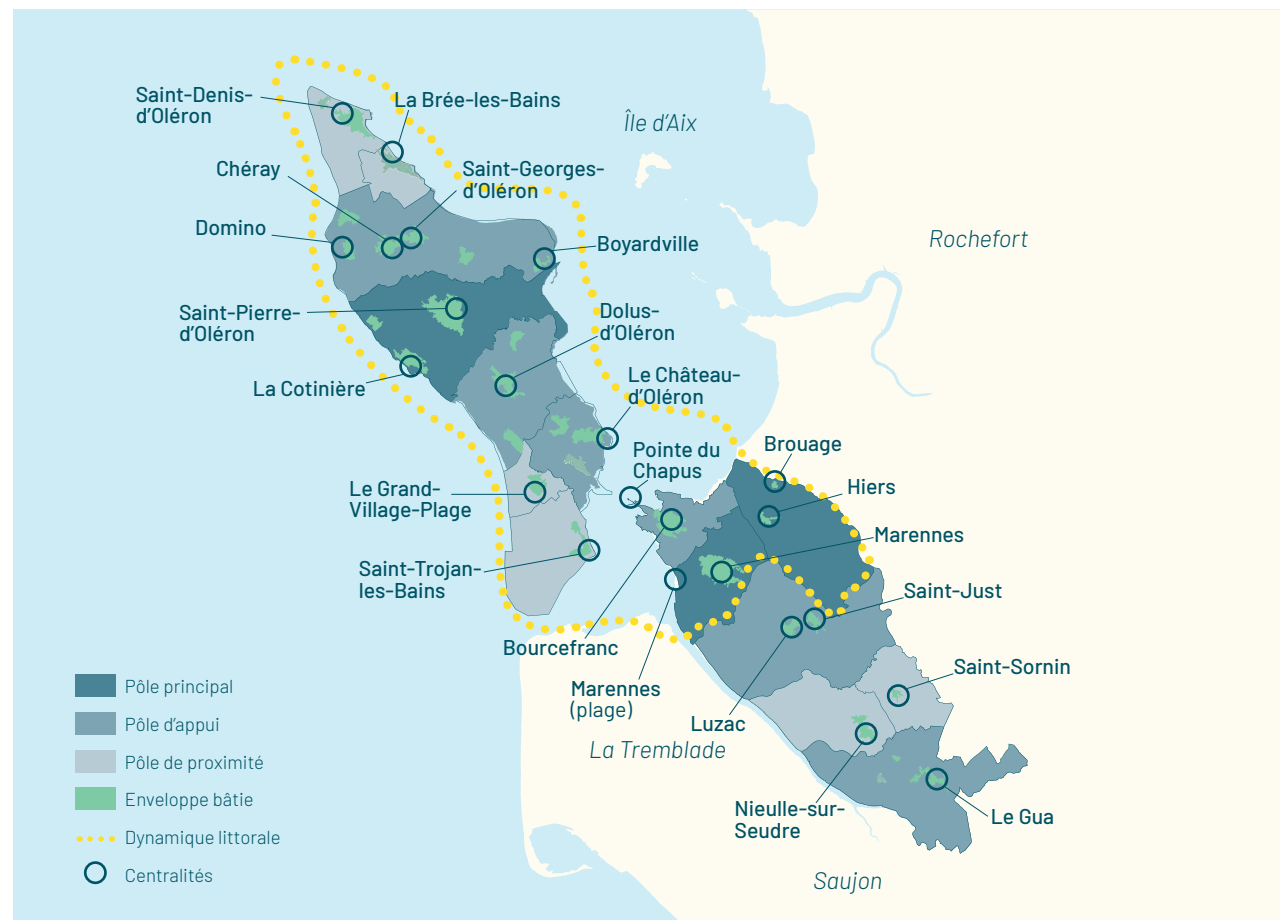 Saint-Denis-
d'Oléron
La Brée-les-Bains
Île d'Aix
Chéray
Saint-Georges-
d'Oléron
Domino
Boyardville
Rochefort
Saint-Pierre-
d'Oléron
Dolus-
d'Oléron
La Cotinière
Le Château-
d'Oléron
Pointe du
Chapus
Brouage
Le Grand-
Village-Plage
Hiers
Marennes
Saint-Trojan-
les-Bains
Saint-Just
Bourcefranc
Saint-Sornin
Marennes
(plage)
Luzac
La Tremblade
Nieulle-sur-
Seudre
Le Gua
Saujon
Pôle principal
Pôle d'appui
Pôle de proximité
Enveloppe bâtie
Dynamique littorale
Centralités